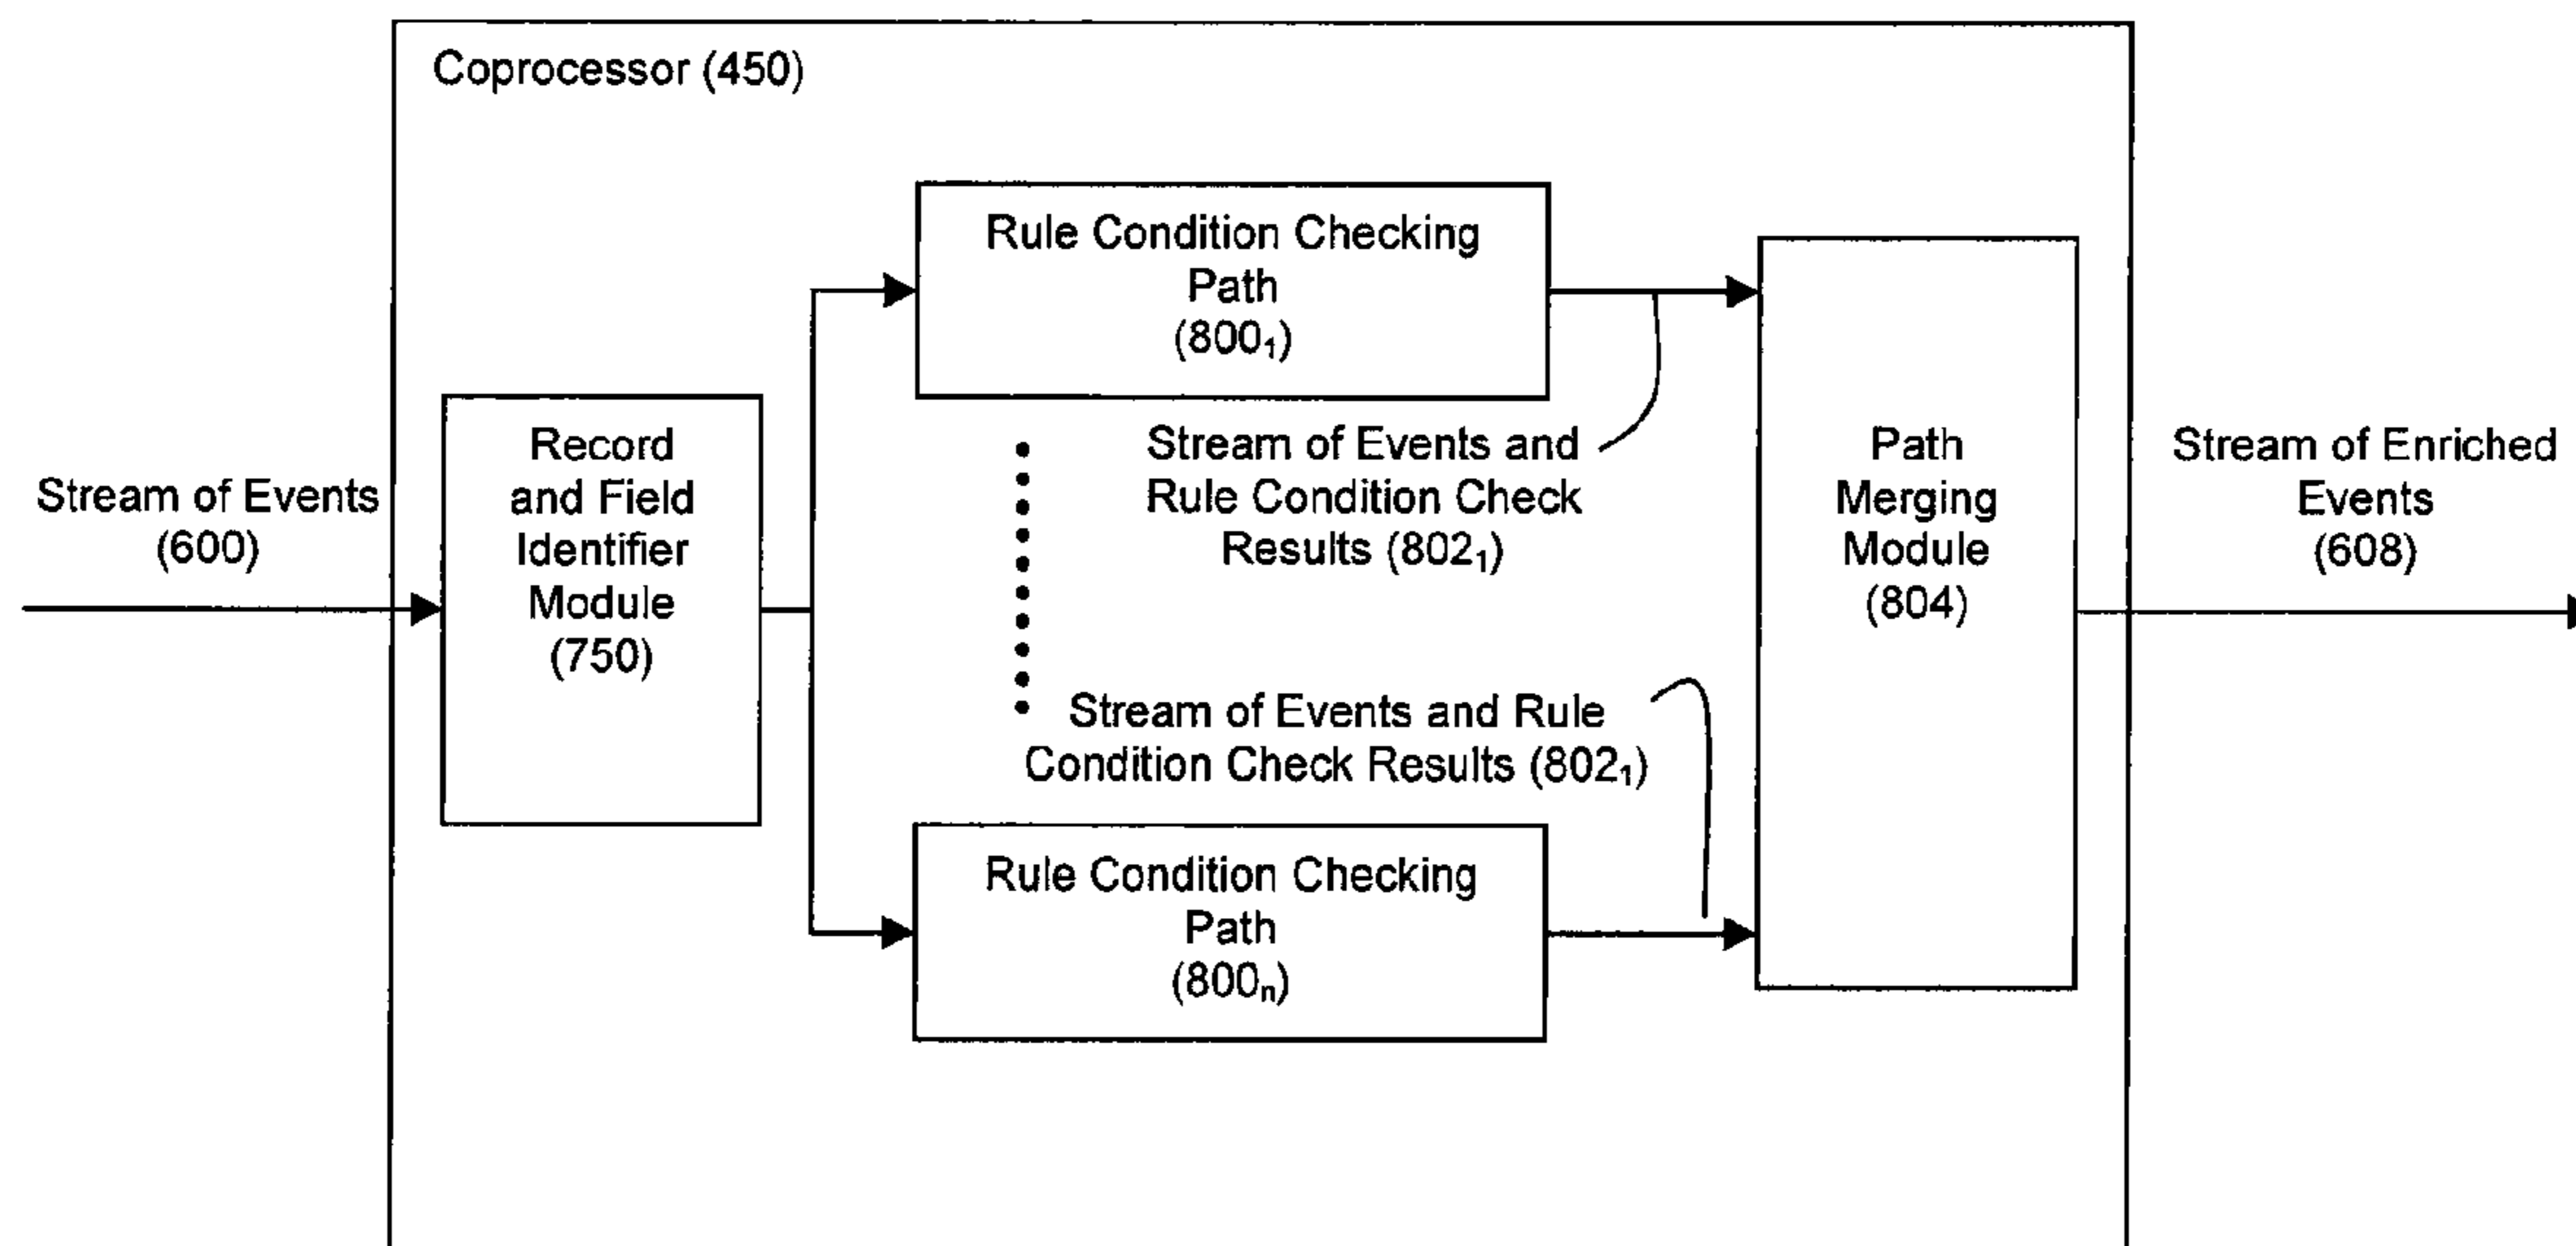 Coprocessor (450)
Stream of Events
(600)
Record
and Field
Identifier
Module
(750)
Rule Condition Checking
Path
(800₁)
Stream of Events and
Rule Condition Check
Results (802₁)
Stream of Events and Rule
Condition Check Results (802₁)
Rule Condition Checking
Path
(800ₙ)
Path
Merging
Module
(804)
Stream of Enriched
Events
(608)